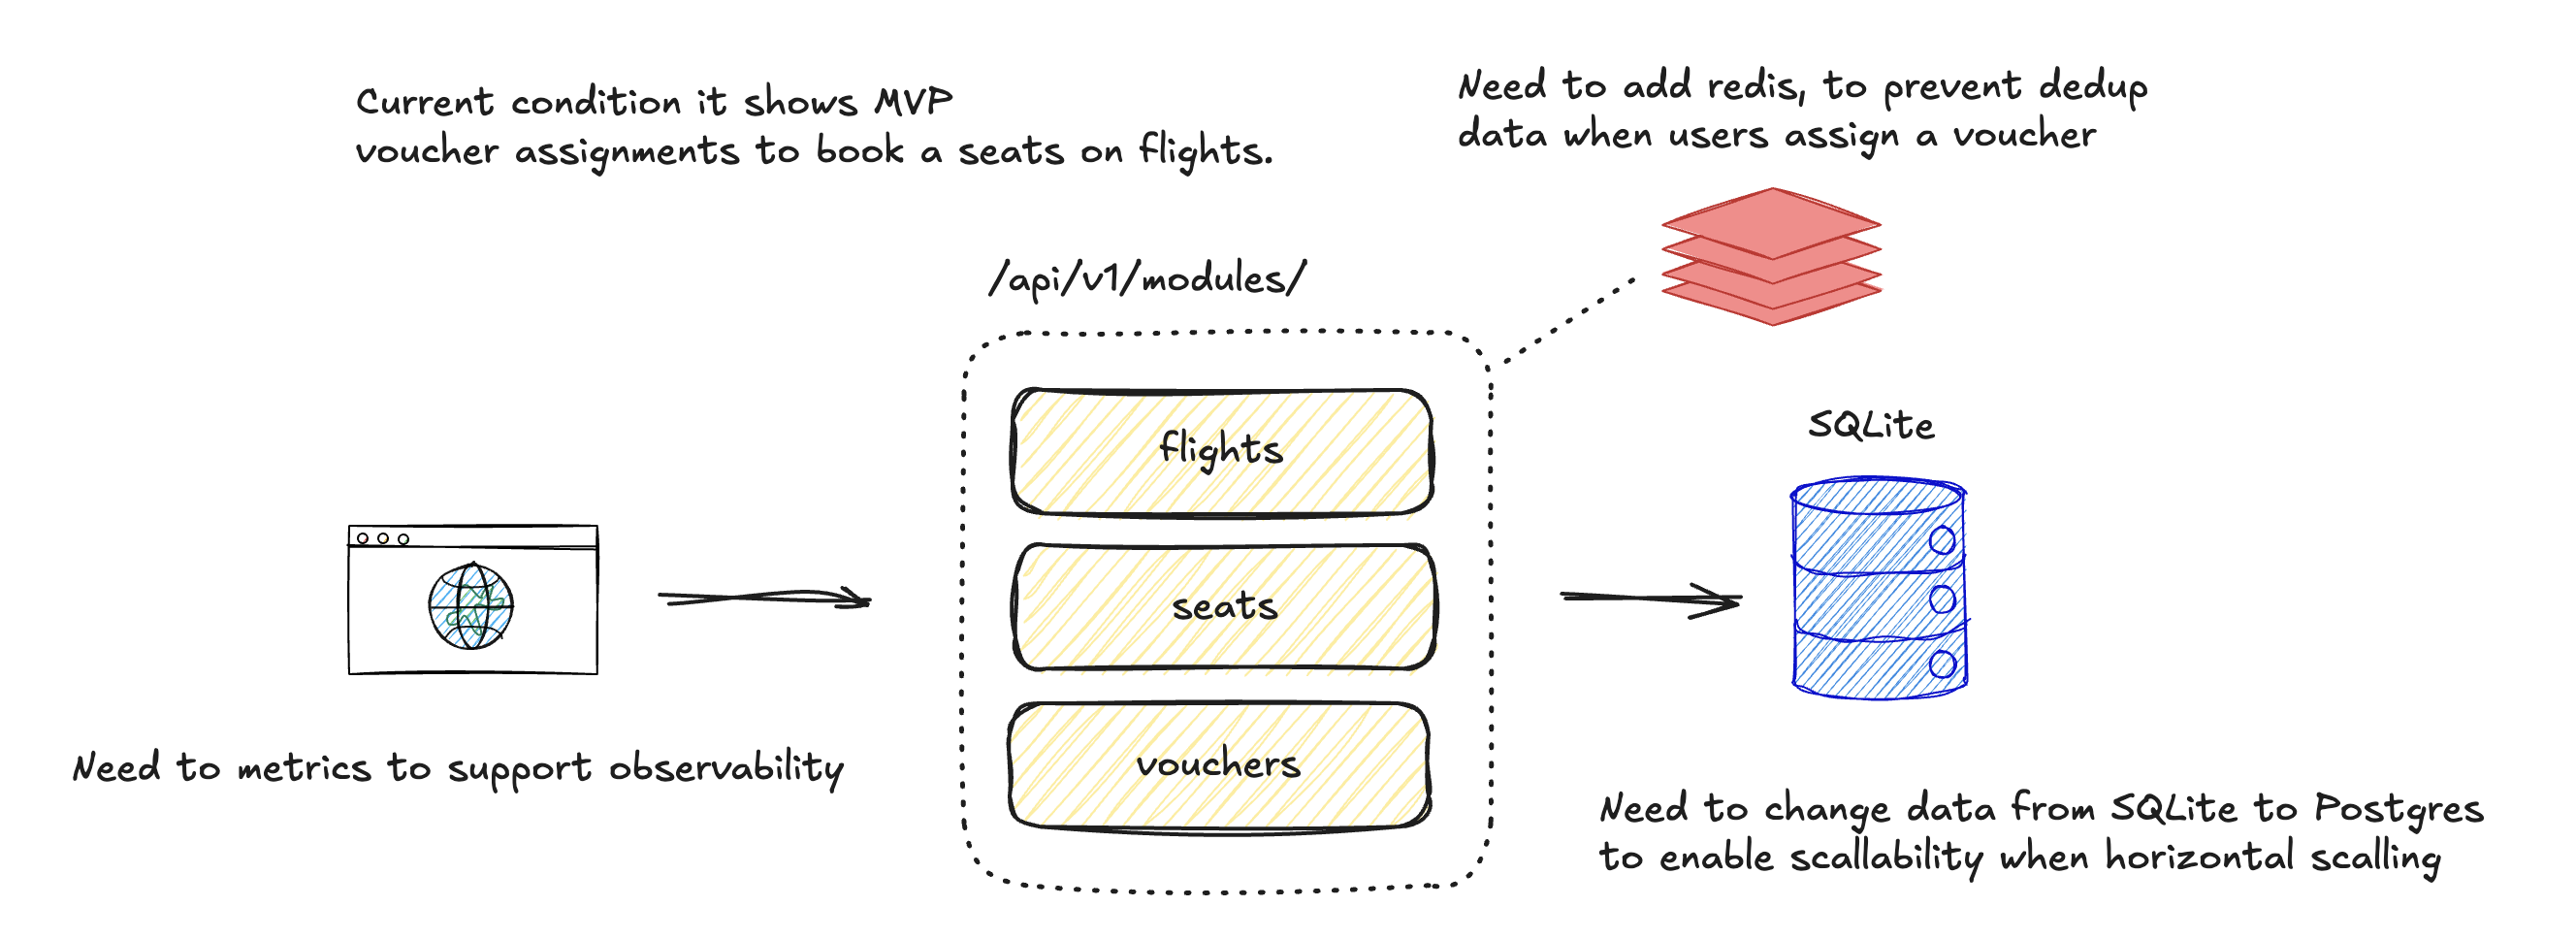 Current condition it shows MVP
voucher assignments to book a seats on flights.
Need to add redis, to prevent dedup
data when users assign a voucher
/api/v1/modules/
flights
seats
vouchers
SQLite
Need to metrics to support observability
Need to change data from SQLite to Postgres
to enable scallability when horizontal scalling